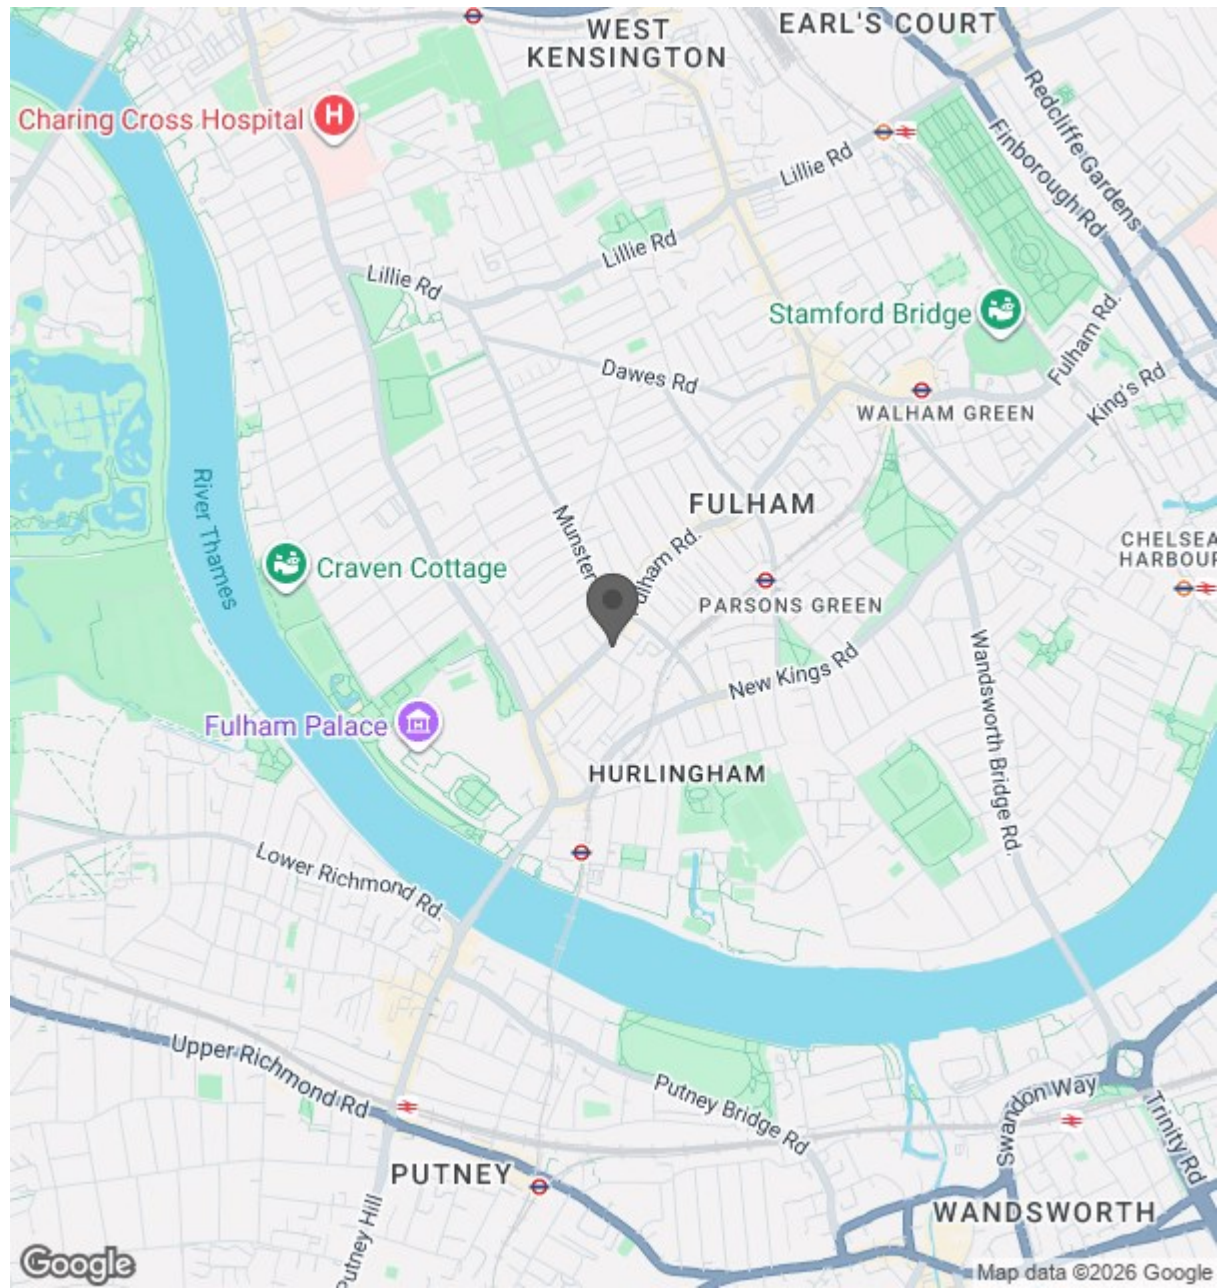 WEST
KENSINGTON
EARL'S COURT
Charing Cross Hospital
H
Redcliffe Gardens
Finborough Rd
Lillie Rd
Lillie Rd
Lillie Rd
Stamford Bridge
Fulham Rd.
Dawes Rd
King's Rd
WALHAM GREEN
River Thames
FULHAM
Munster
Fulham Rd.
CHELSEA
HARBOUR
Craven Cottage
PARSONS GREEN
New Kings Rd
Wandsworth Bridge Rd.
Fulham Palace
HURLINGHAM
Lower Richmond Rd.
Upper Richmond Rd
Putney Bridge Rd
Swandon Way
Trinity Rd
PUTNEY
Putney Hill
WANDSWORTH
Google
Map data ©2026 Google